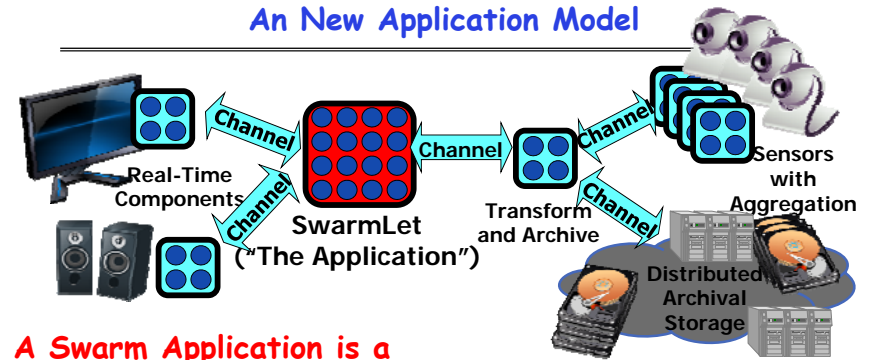 An New Application Model
Channel
Channel
Channel
Channel
Channel
Real-Time
Components
SwarmLet
("The Application")
Transform
and Archive
Sensors
with
Aggregation
Distributed
Archival
Storage
A Swarm Application is a